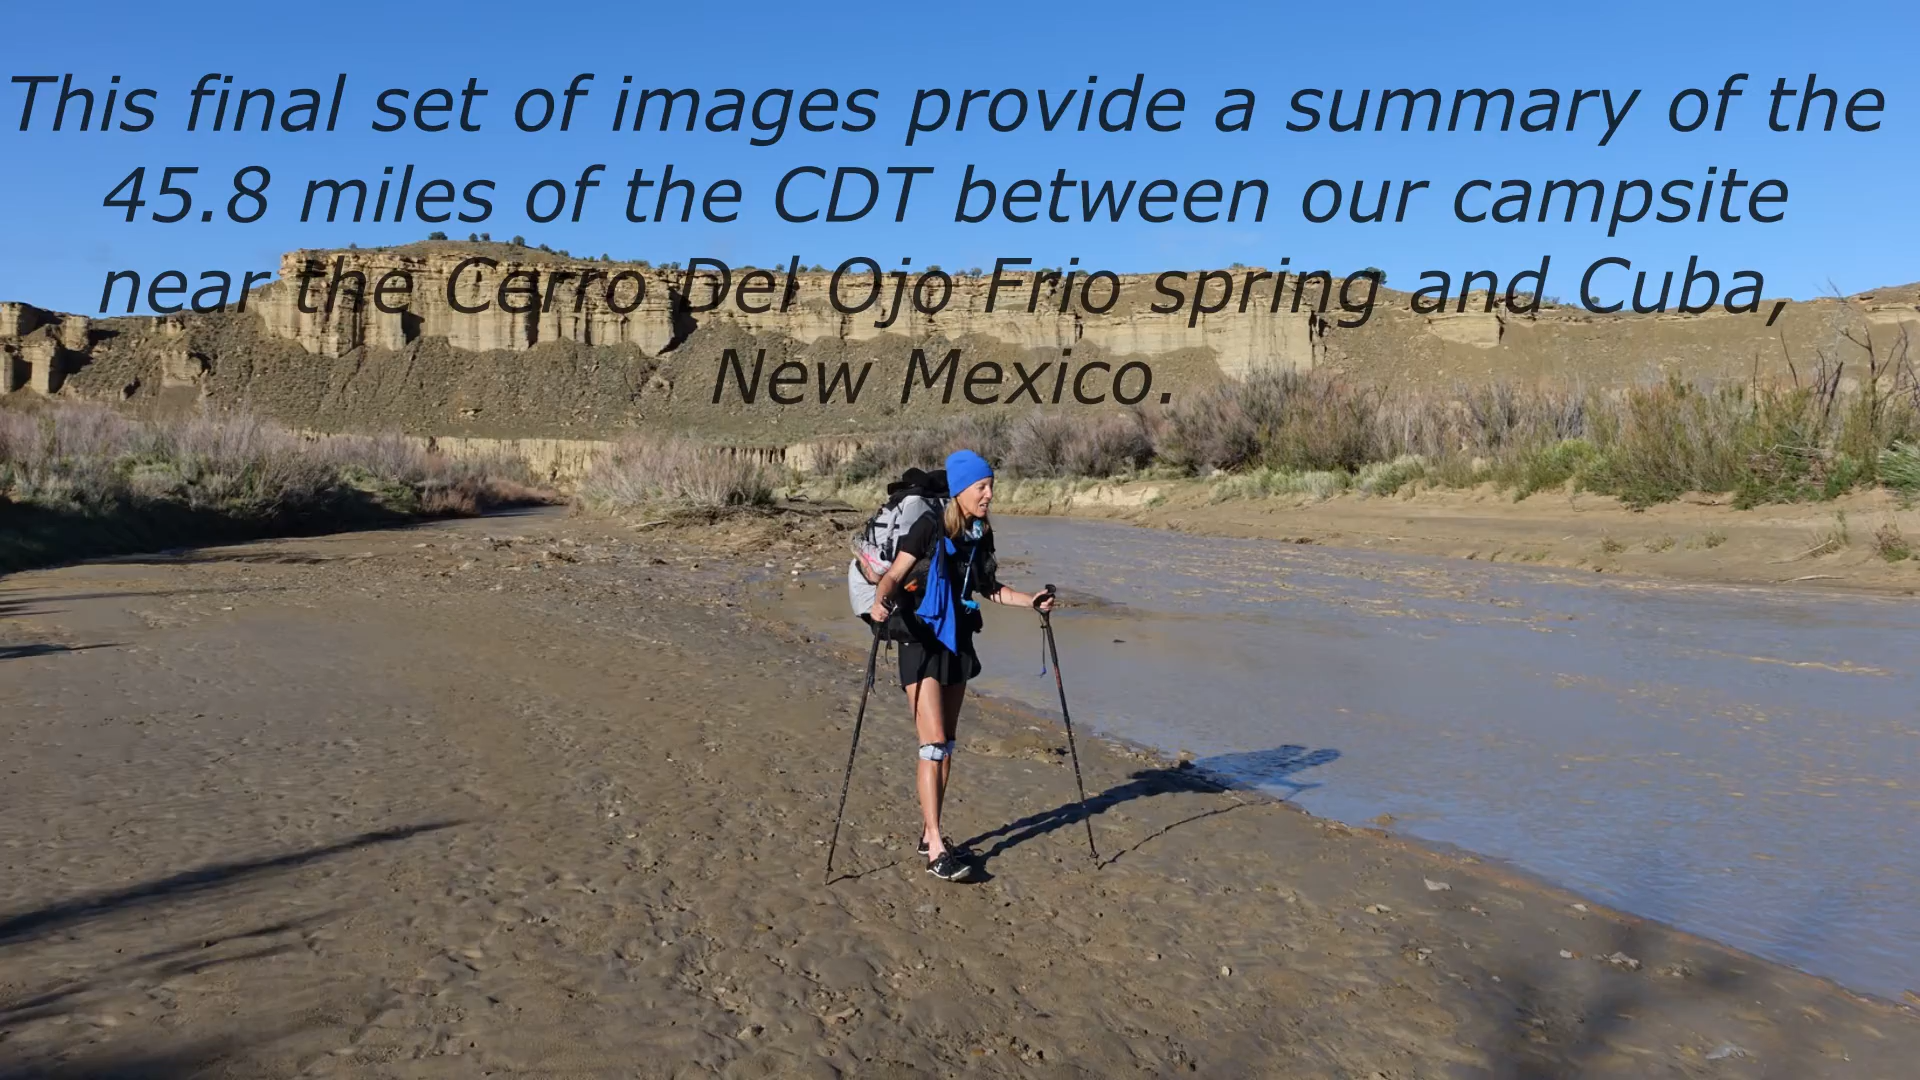 This final set of images provide a summary of the
45.8 miles of the CDT between our campsite
near the Cerro Del Ojo Frio spring and Cuba,
New Mexico.